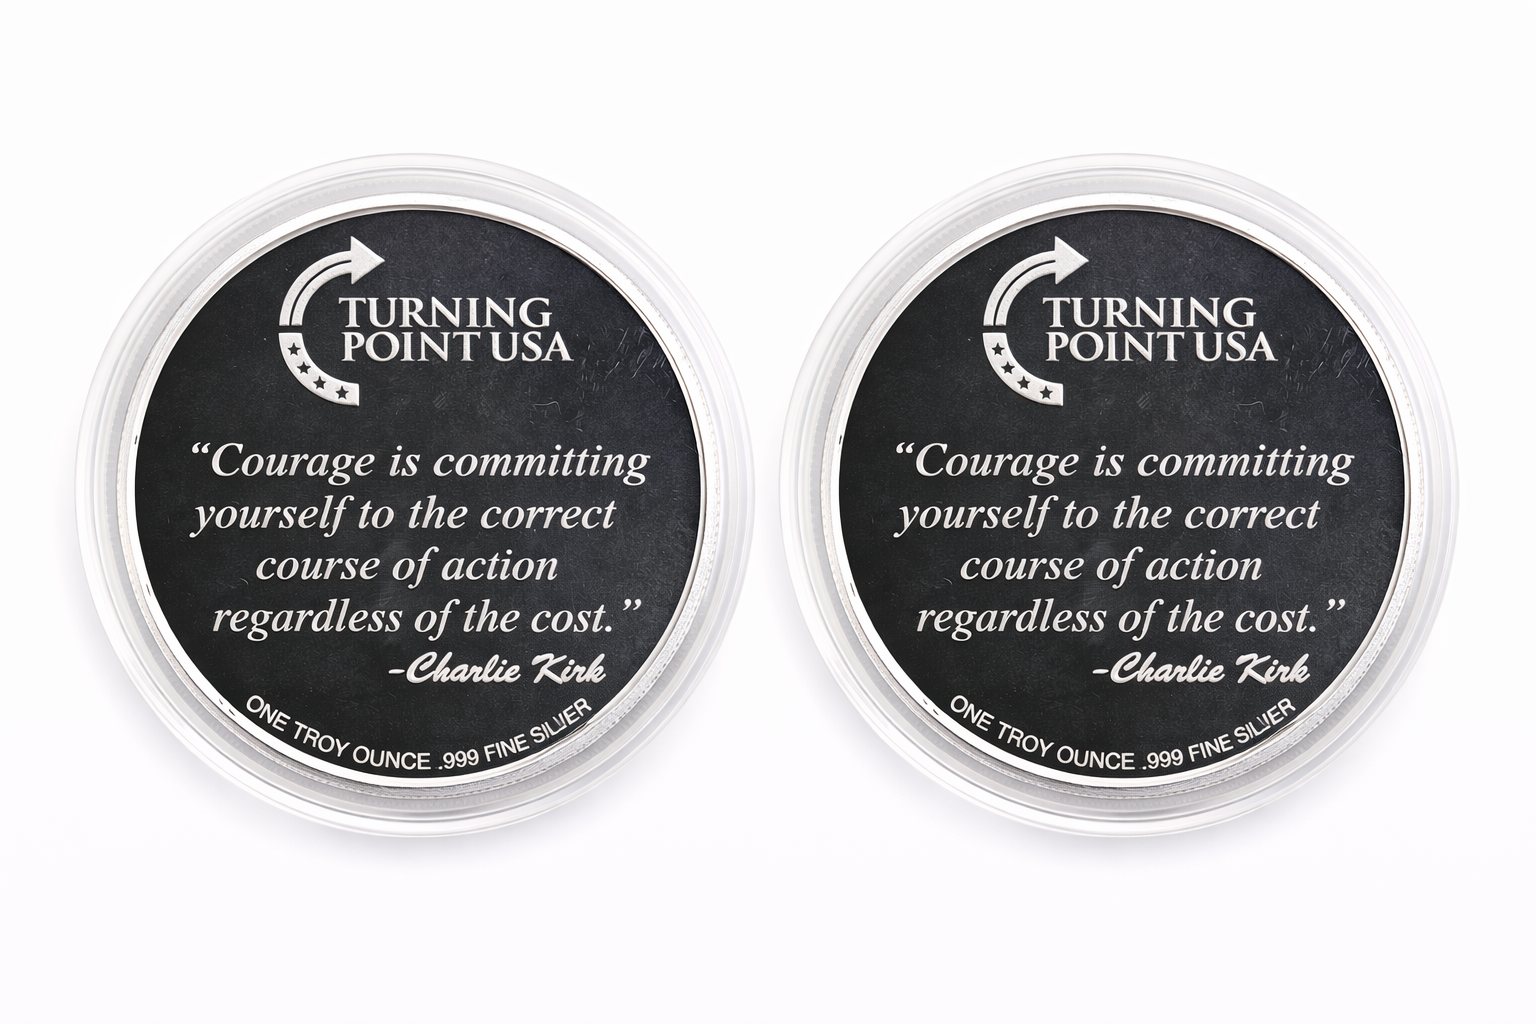 TURNING
POINT USA
“Courage is committing
yourself to the correct
course of action
regardless of the cost.”
-Charlie Kirk
ONE TROY OUNCE .999 FINE SILVER
TURNING
POINT USA
“Courage is committing
yourself to the correct
course of action
regardless of the cost.”
-Charlie Kirk
ONE TROY OUNCE .999 FINE SILVER